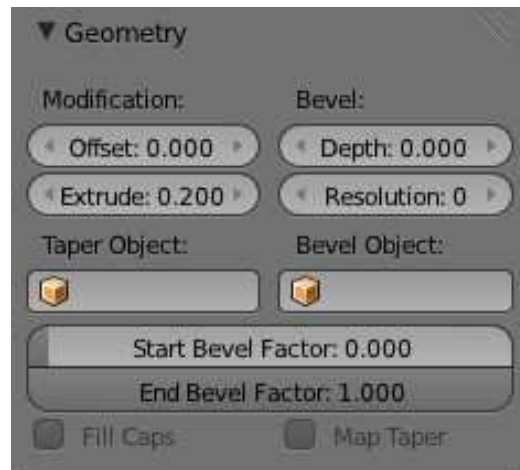 Geometry
Modification: Bevel:
Offset: 0.000 Depth: 0.000
Extrude: 0.200 Resolution: 0
Taper Object: Bevel Object:
Start Bevel Factor: 0.000
End Bevel Factor: 1.000
Fill Caps Map Taper